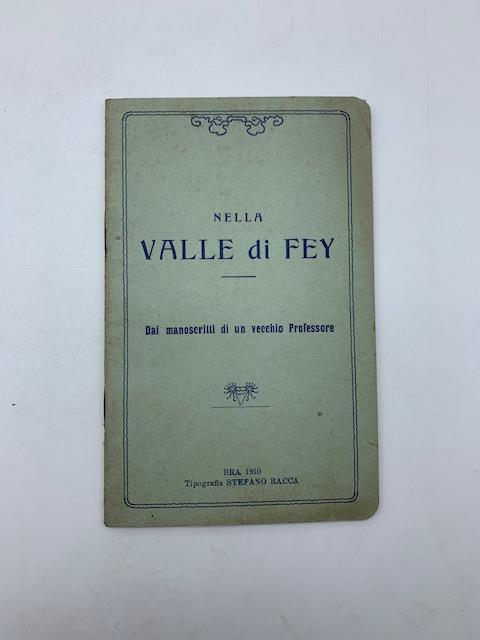 NELLA
VALLE di FEY
Dai manoscritti di un vecchio Professore
BRA 1910
Tipografia STEFANO RACCA